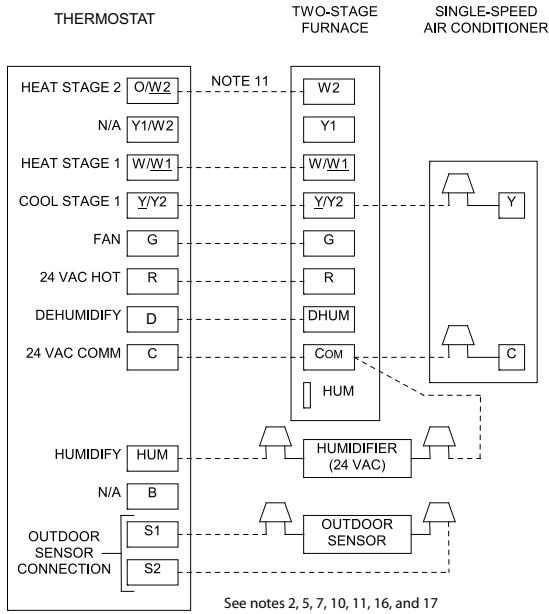 THERMOSTAT
TWO-STAGE
FURNACE
SINGLE-SPEED
AIR CONDITIONER
HEAT STAGE 2 O/W2 NOTE 11 W2
N/A Y1/W2 Y1
HEAT STAGE 1 W/W1 W/W1
COOL STAGE 1 Y/Y2 Y/Y2 Y
FAN G G
24 VAC HOT R R
DEHUMIDIFY D DHUM
24 VAC COMM C COM C
HUM
HUMIDIFY HUM HUMIDIFIER
(24 VAC)
N/A B
OUTDOOR
SENSOR
CONNECTION
S1
S2
OUTDOOR
SENSOR
See notes 2, 5, 7, 10, 11, 16, and 17